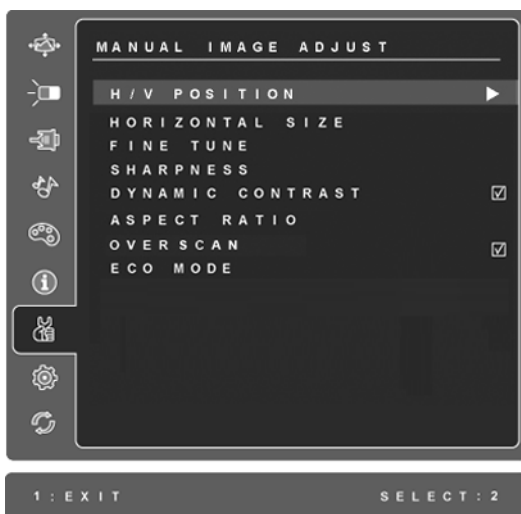 MANUAL IMAGE ADJUST
H/V POSITION
HORIZONTAL SIZE
FINE TUNE
SHARPNESS
DYNAMIC CONTRAST
ASPECT RATIO
OVERSCAN
ECO MODE
1:EXIT SELECT:2